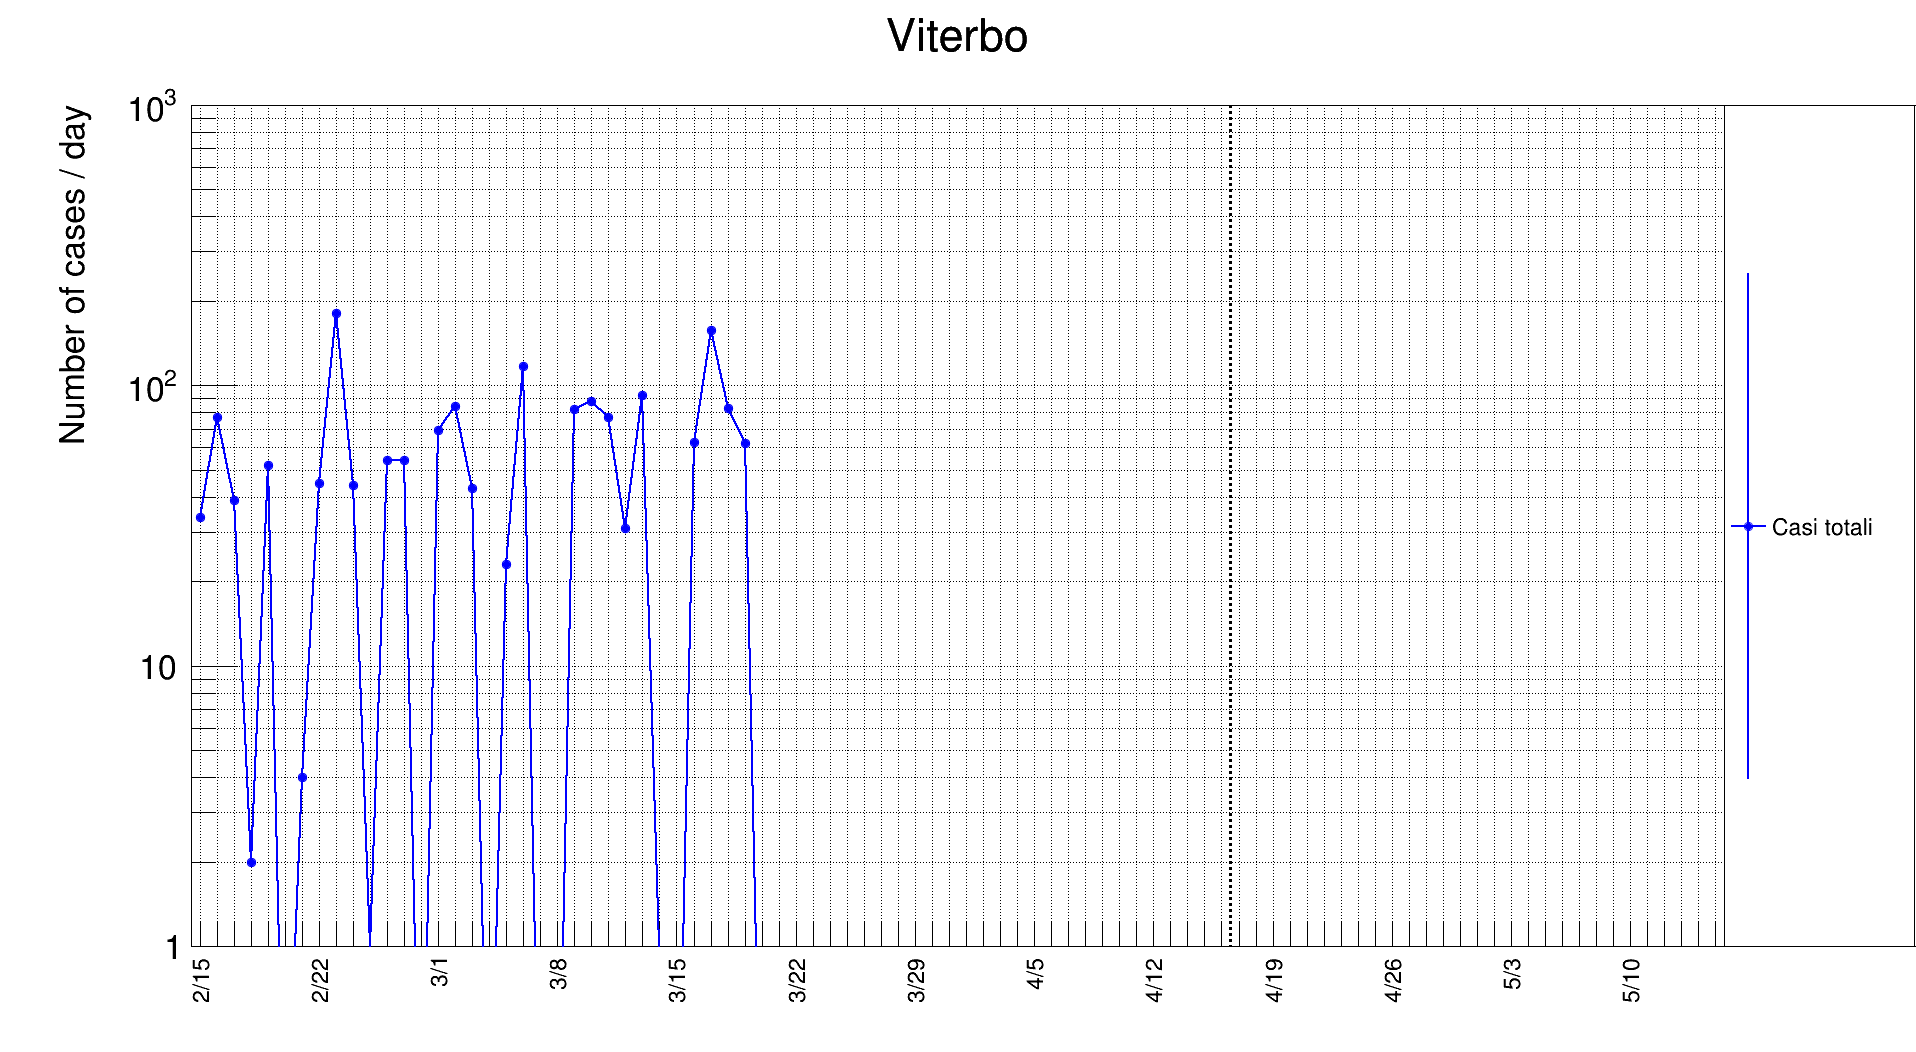 Viterbo
Number of cases / day
10³
10²
10
1
2/15 2/22 3/1 3/8 3/15 3/22 3/29 4/5 4/12 4/19 4/26 5/3 5/10
Casi totali